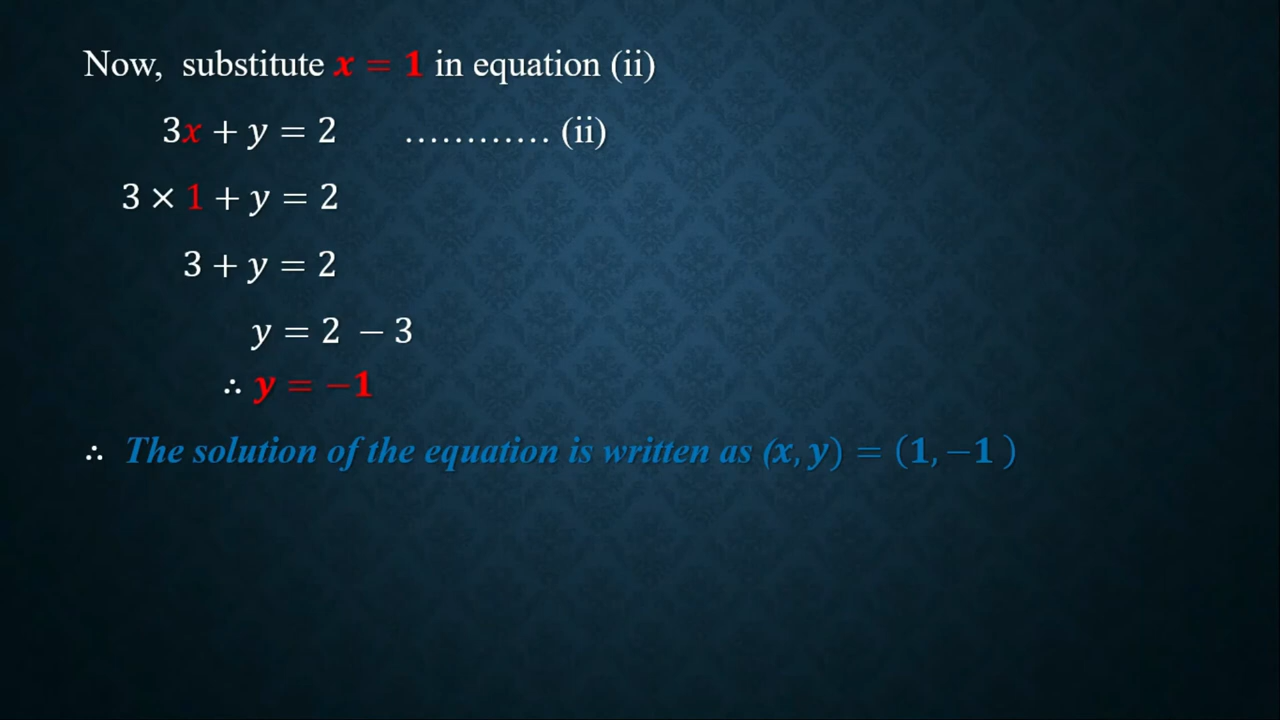 Now, substitute x = 1 in equation (ii)
3x + y = 2 ………… (ii)
3 × 1 + y = 2
3 + y = 2
y = 2 − 3
∴ y = −1
∴ The solution of the equation is written as (x, y) = (1, −1 )